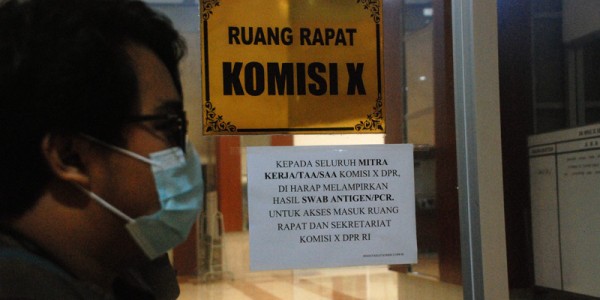 RUANG RAPAT
KOMISI X
KEPADA SELURUH MITRA
KERJA/TAA/SAA KOMISI X DPR,
DI HARAP MELAMPIRKAN
HASIL SWAB ANTIGEN/PCR.
UNTUK AKSES MASUK RUANG
RAPAT DAN SEKRETARIAT
KOMISI X DPR RI